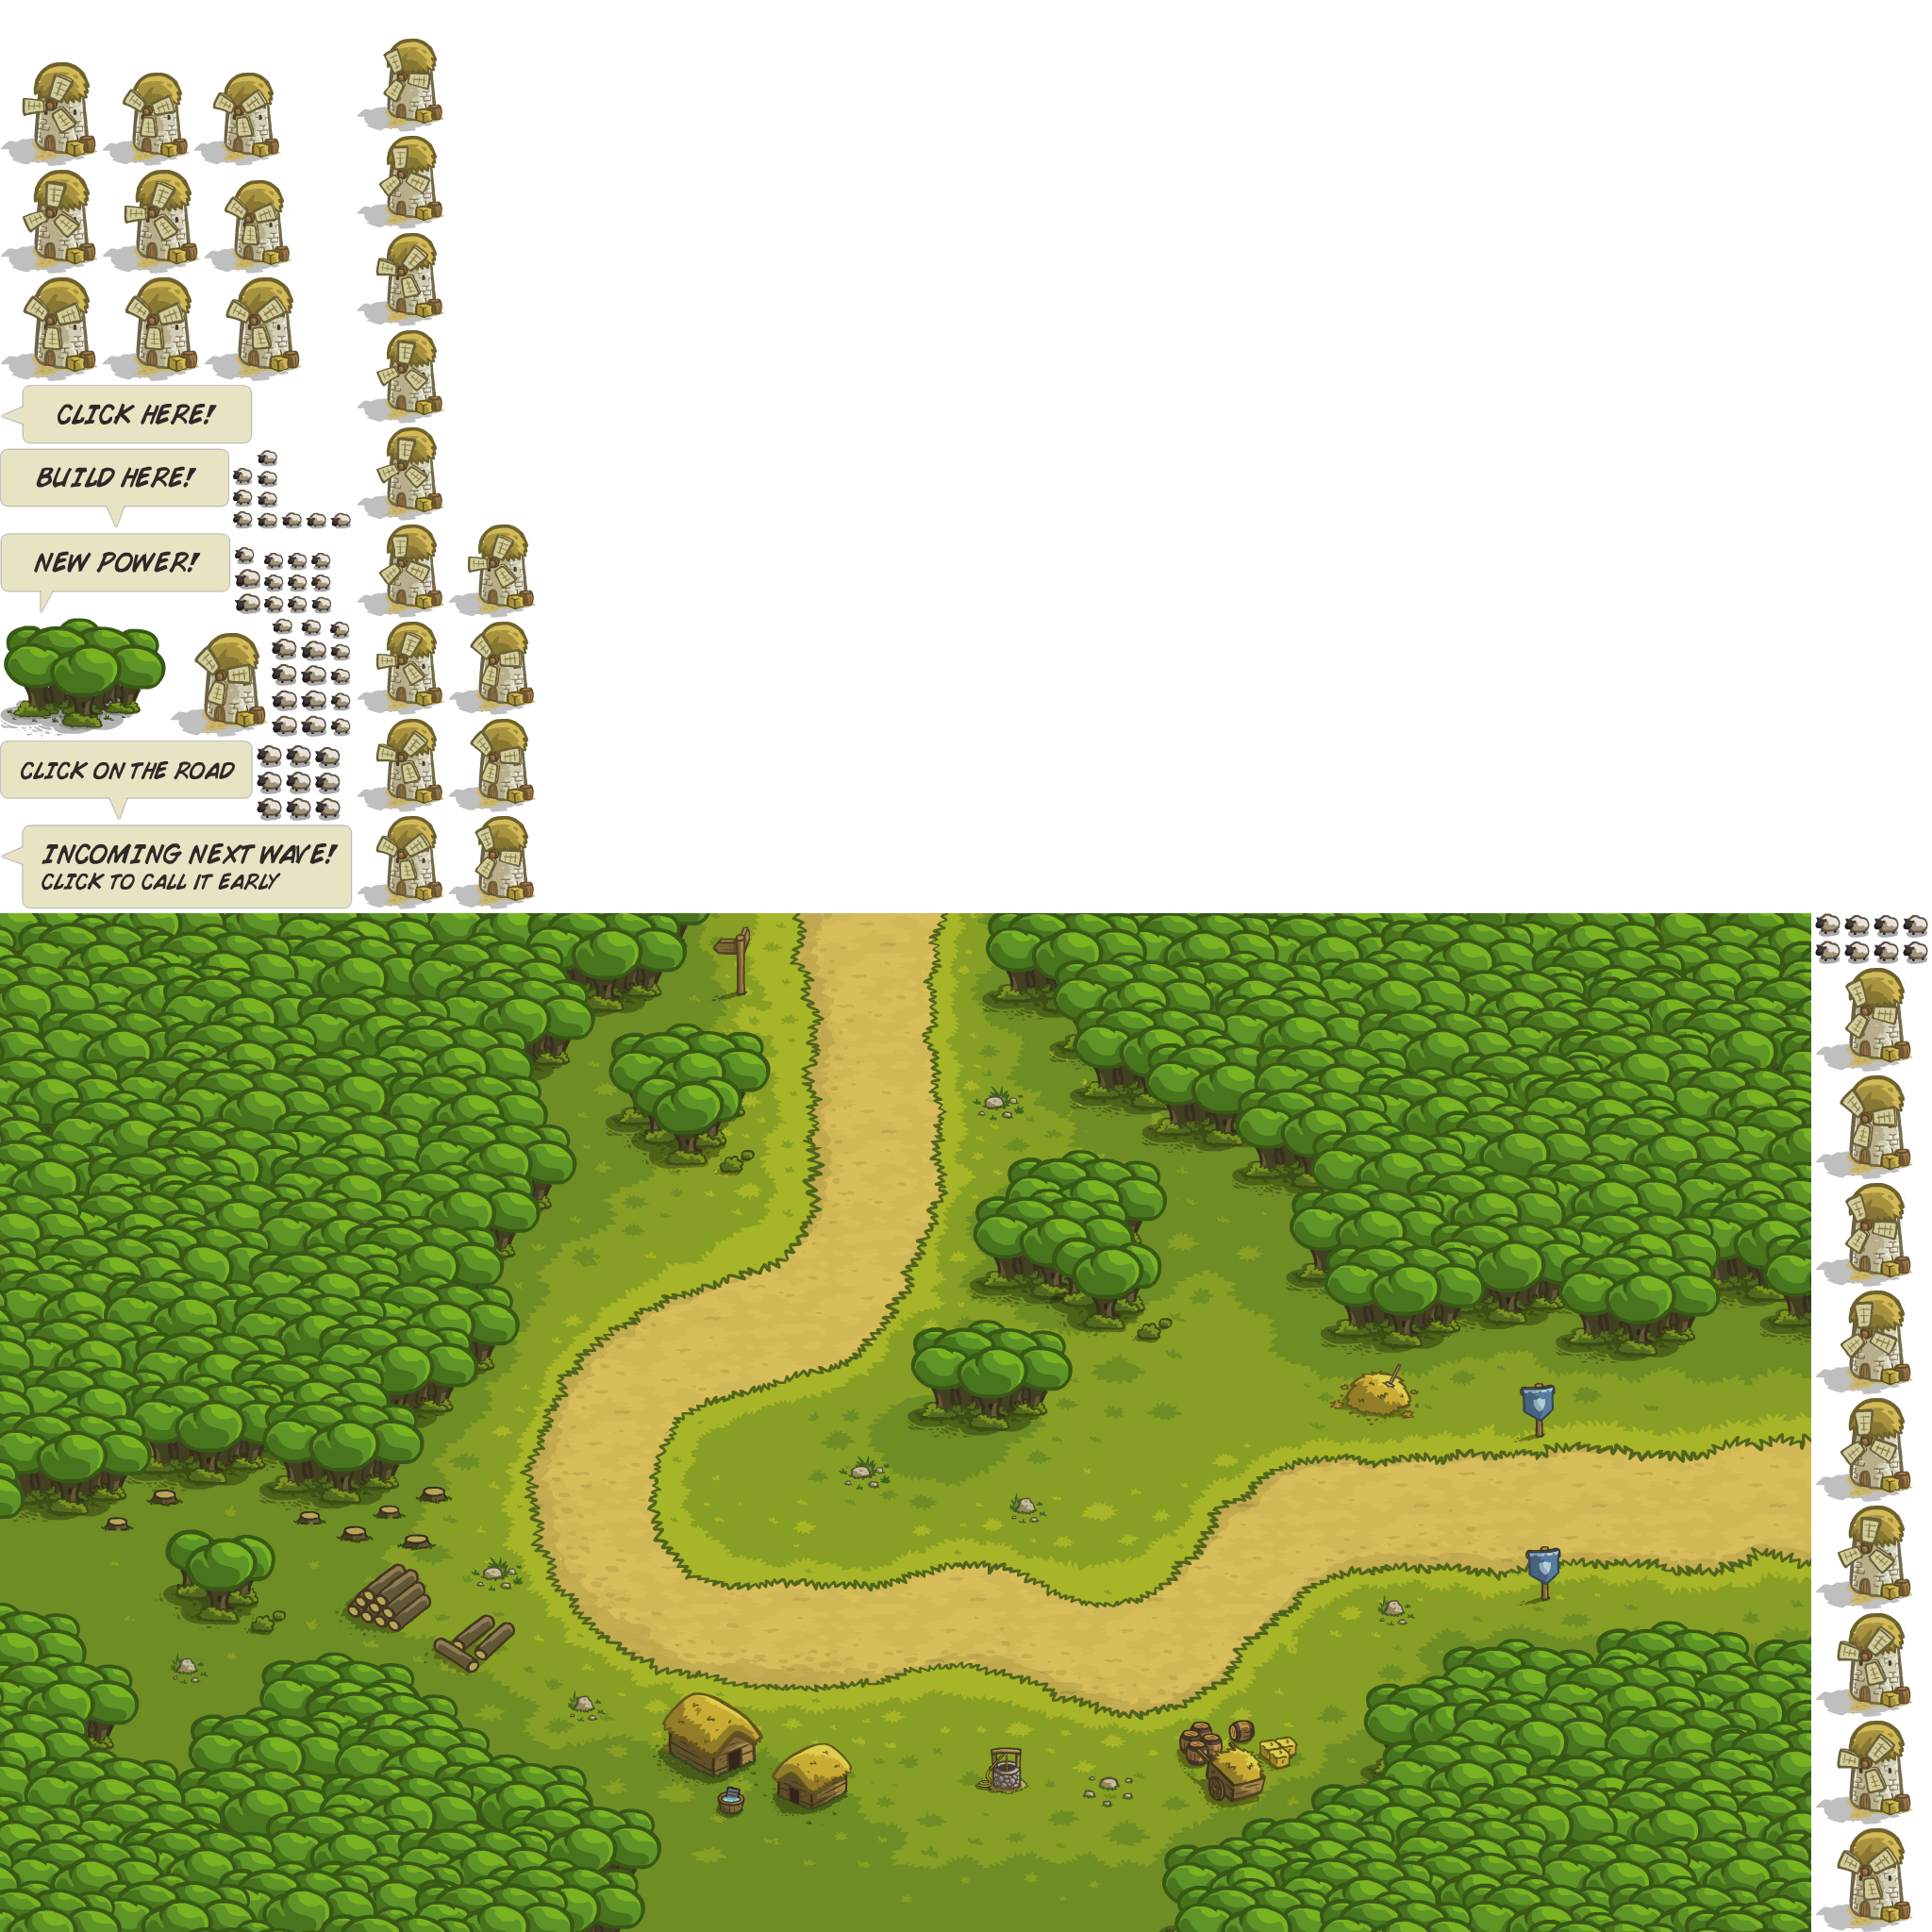 CLICK HERE!
BUILD HERE!
NEW POWER!
CLICK ON THE ROAD
INCOMING NEXT WAVE!
CLICK TO CALL IT EARLY